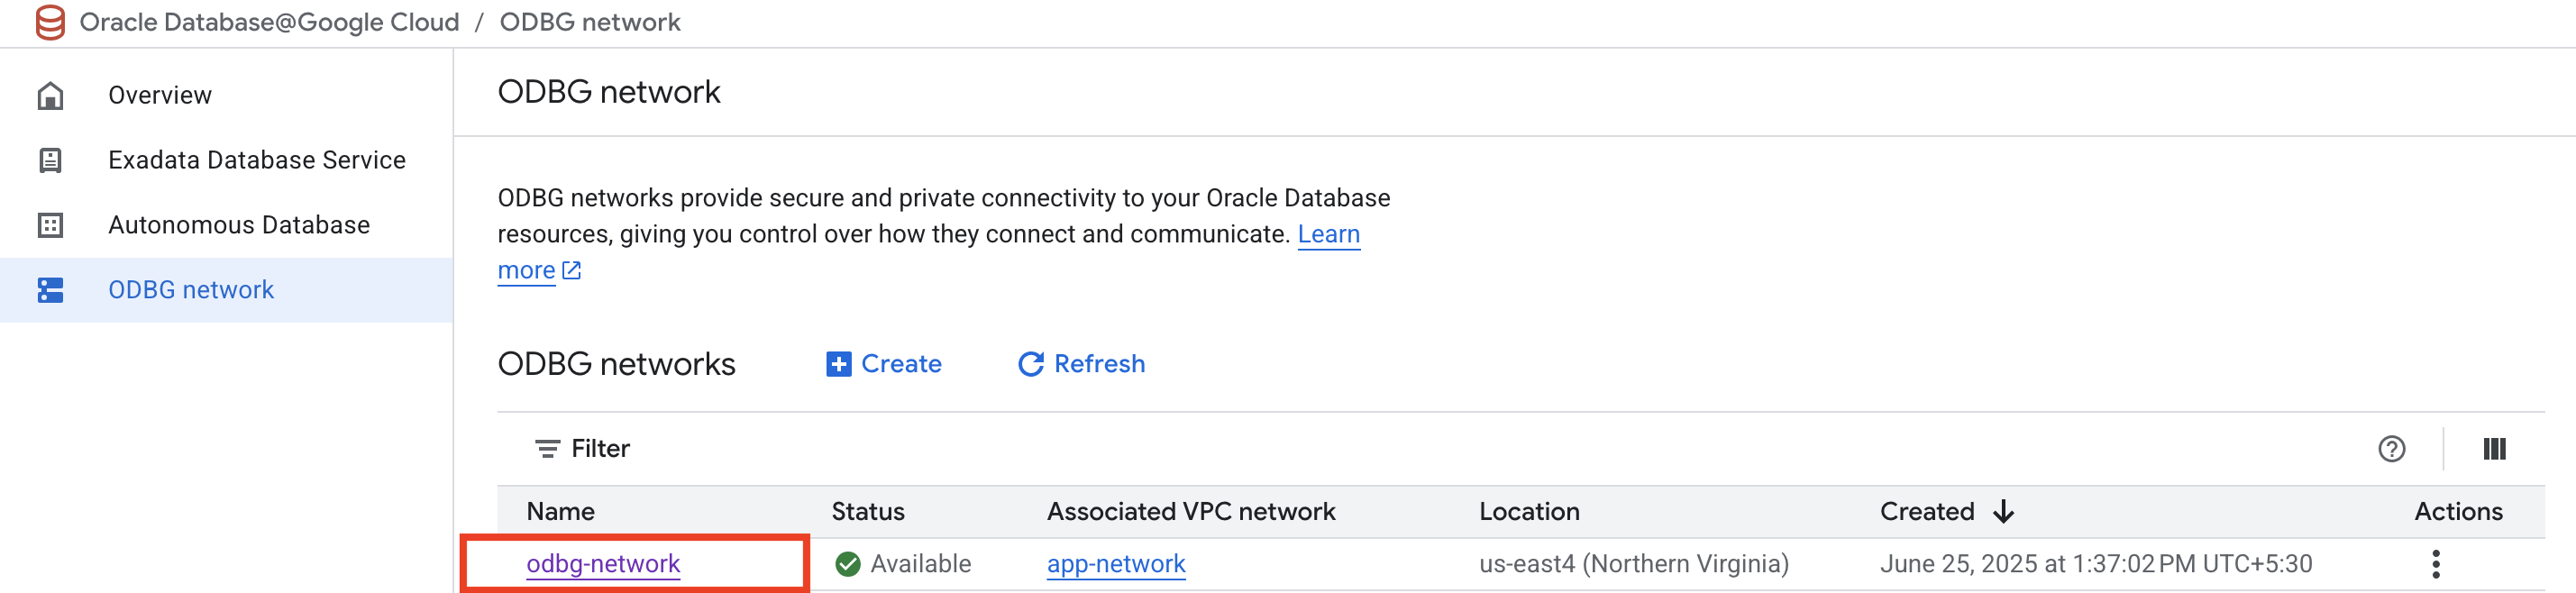 Oracle Database@Google Cloud / ODBG network
Overview
Exadata Database Service
Autonomous Database
ODBG network
ODBG network
ODBG networks provide secure and private connectivity to your Oracle Database
resources, giving you control over how they connect and communicate. Learn
more
ODBG networks Create Refresh
Filter
Name Status Associated VPC network Location Created Actions
odbg-network Available app-network us-east4 (Northern Virginia) June 25, 2025 at 1:37:02 PM UTC+5:30